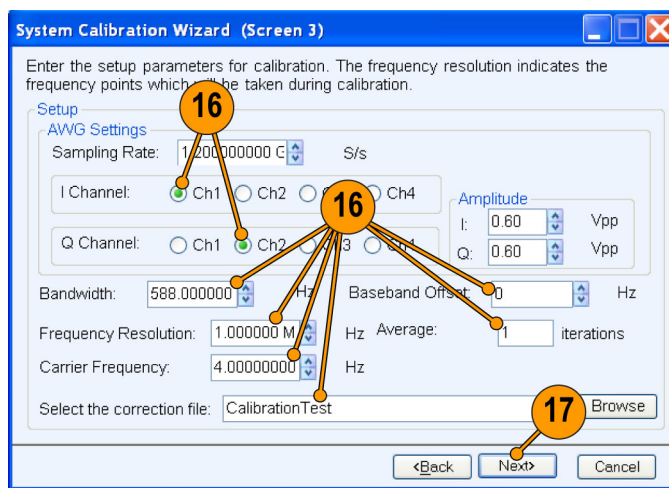 System Calibration Wizard (Screen 3)
Enter the setup parameters for calibration. The frequency resolution indicates the
frequency points which will be taken during calibration.
Setup
16
AWG Settings
Sampling Rate: 1.200000000 G S/s
I Channel: Ch1 Ch2 Ch4
16
Amplitude
I: 0.60 Vpp
Q Channel: Ch1 Ch2 Ch3 Ch4
Q: 0.60 Vpp
Bandwidth: 588.000000 Hz Baseband Offset: 0 Hz
Frequency Resolution: 1.000000 M Hz Average: 1 iterations
Carrier Frequency: 4.00000000 Hz
Select the correction file: CalibrationTest Browse
17
<Back Next> Cancel